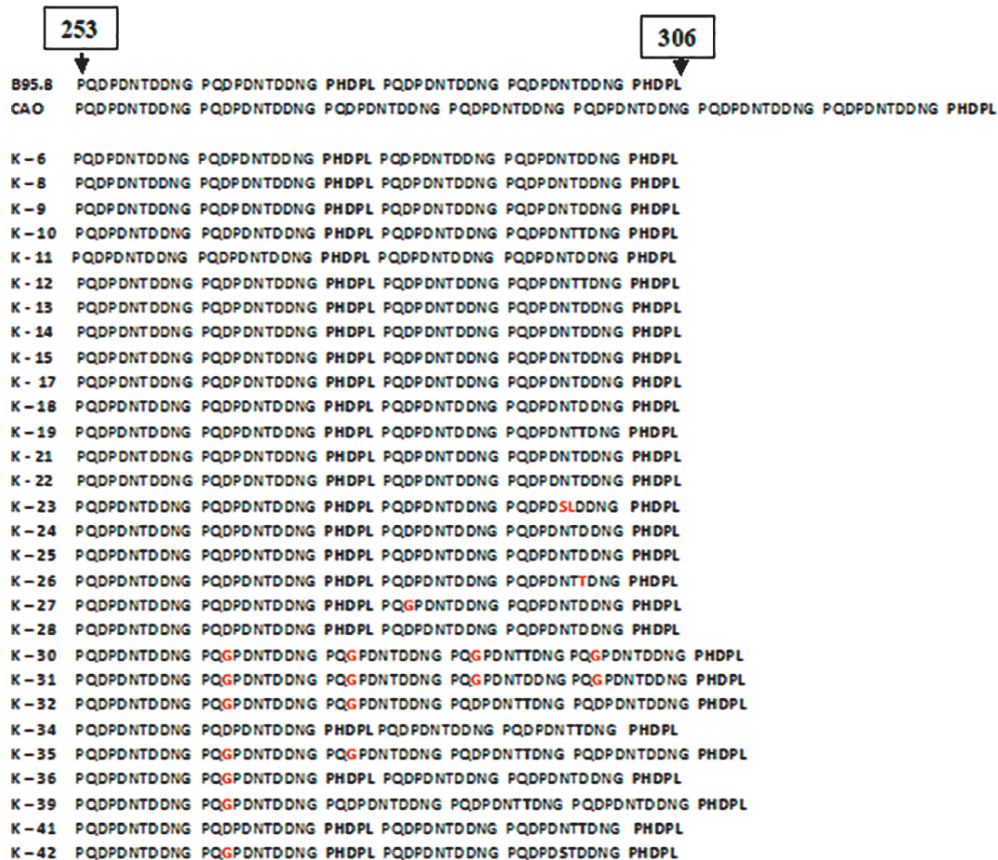 253
306
B95.8 PQDPDNTDDNG PQDPDNTDDNG PHDPL PQDPDNTDDNG PQDPDNTDDNG PHDPL
CAO PQDPDNTDDNG PQDPDNTDDNG PQDPDNTDDNG PQDPDNTDDNG PQDPDNTDDNG PQDPDNTDDNG PQDPDNTDDNG PHDPL
K-6 PQDPDNTDDNG PQDPDNTDDNG PHDPL PQDPDNTDDNG PQDPDNTDDNG PHDPL
K-8 PQDPDNTDDNG PQDPDNTDDNG PHDPL PQDPDNTDDNG PQDPDNTDDNG PHDPL
K-9 PQDPDNTDDNG PQDPDNTDDNG PHDPL PQDPDNTDDNG PQDPDNTDDNG PHDPL
K-10 PQDPDNTDDNG PQDPDNTDDNG PHDPL PQDPDNTDDNG PQDPDNTTDNG PHDPL
K-11 PQDPDNTDDNG PQDPDNTDDNG PHDPL PQDPDNTDDNG PQDPDNTDDNG PHDPL
K-12 PQDPDNTDDNG PQDPDNTDDNG PHDPL PQDPDNTDDNG PQDPDNTTDNG PHDPL
K-13 PQDPDNTDDNG PQDPDNTDDNG PHDPL PQDPDNTDDNG PQDPDNTDDNG PHDPL
K-14 PQDPDNTDDNG PQDPDNTDDNG PHDPL PQDPDNTDDNG PQDPDNTDDNG PHDPL
K-15 PQDPDNTDDNG PQDPDNTDDNG PHDPL PQDPDNTDDNG PQDPDNTDDNG PHDPL
K-17 PQDPDNTDDNG PQDPDNTDDNG PHDPL PQDPDNTDDNG PQDPDNTDDNG PHDPL
K-18 PQDPDNTDDNG PQDPDNTDDNG PHDPL PQDPDNTDDNG PQDPDNTDDNG PHDPL
K-19 PQDPDNTDDNG PQDPDNTDDNG PHDPL PQDPDNTDDNG PQDPDNTTDNG PHDPL
K-21 PQDPDNTDDNG PQDPDNTDDNG PHDPL PQDPDNTDDNG PQDPDNTDDNG PHDPL
K-22 PQDPDNTDDNG PQDPDNTDDNG PHDPL PQDPDNTDDNG PQDPDNTDDNG PHDPL
K-23 PQDPDNTDDNG PQDPDNTDDNG PHDPL PQDPDNTDDNG PQDPDSLDDNG PHDPL
K-24 PQDPDNTDDNG PQDPDNTDDNG PHDPL PQDPDNTDDNG PQDPDNTDDNG PHDPL
K-25 PQDPDNTDDNG PQDPDNTDDNG PHDPL PQDPDNTDDNG PQDPDNTDDNG PHDPL
K-26 PQDPDNTDDNG PQDPDNTDDNG PHDPL PQDPDNTDDNG PQDPDNTTDNG PHDPL
K-27 PQDPDNTDDNG PQDPDNTDDNG PHDPL PQGPDNTDDNG PQDPDNTDDNG PHDPL
K-28 PQDPDNTDDNG PQDPDNTDDNG PHDPL PQDPDNTDDNG PQDPDNTDDNG PHDPL
K-30 PQDPDNTDDNG PQGPDNTDDNG PQGPDNTDDNG PQGPDNTTDNG PQGPDNTDDNG PHDPL
K-31 PQDPDNTDDNG PQGPDNTDDNG PQGPDNTDDNG PQGPDNTDDNG PQGPDNTDDNG PHDPL
K-32 PQDPDNTDDNG PQGPDNTDDNG PQGPDNTDDNG PQDPDNTTDNG PQDPDNTDDNG PHDPL
K-34 PQDPDNTDDNG PQDPDNTDDNG PHDPL PQDPDNTDDNG PQDPDNTTDNG PHDPL
K-35 PQDPDNTDDNG PQGPDNTDDNG PQGPDNTDDNG PQDPDNTTDNG PQDPDNTDDNG PHDPL
K-36 PQDPDNTDDNG PQGPDNTDDNG PHDPL PQDPDNTDDNG PQDPDNTDDNG PHDPL
K-39 PQDPDNTDDNG PQGPDNTDDNG PQDPDNTDDNG PQDPDNTTDNG PQDPDNTDDNG PHDPL
K-41 PQDPDNTDDNG PQDPDNTDDNG PHDPL PQDPDNTDDNG PQDPDNTTDNG PHDPL
K-42 PQDPDNTDDNG PQGPDNTDDNG PHDPL PQDPDNTDDNG PQDPDSTDDNG PHDPL